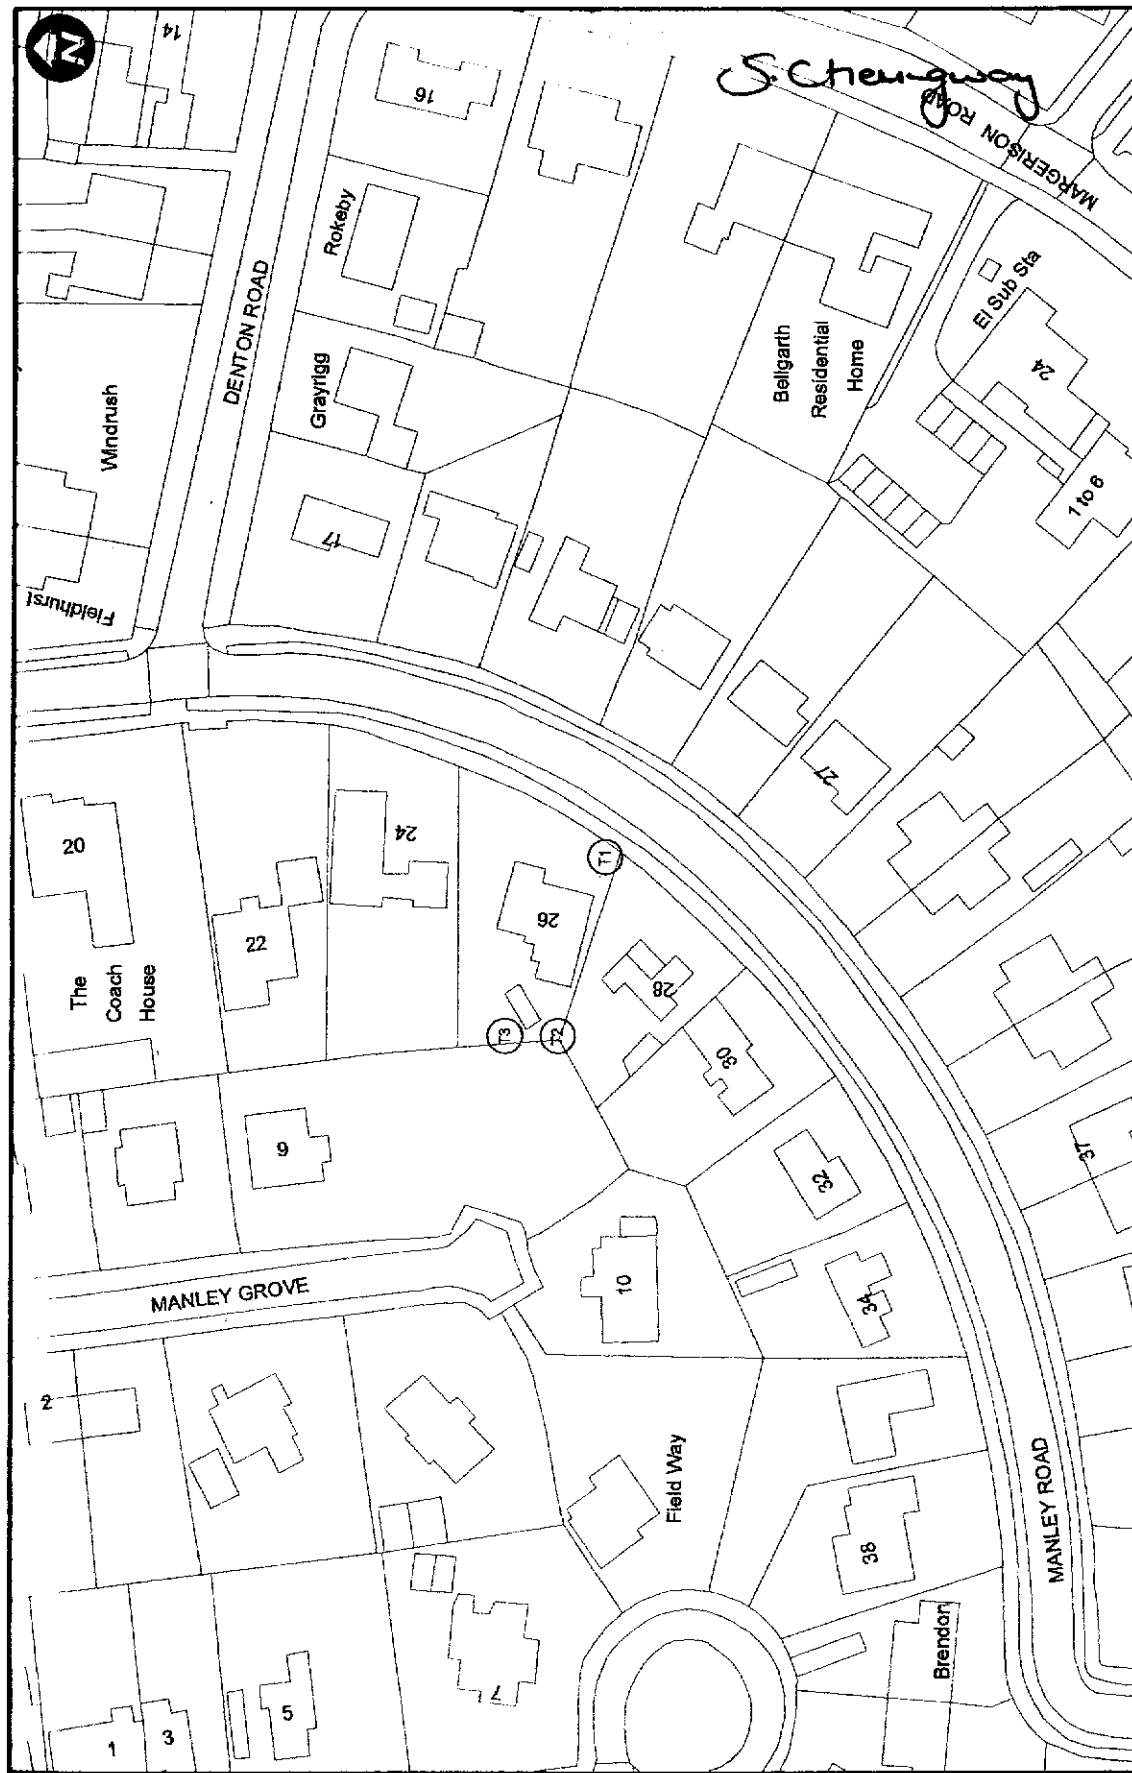 N
14
16
S. Chemingway
MARGERISON ROAD
Rokeby
El Sub Sta
DENTON ROAD
Grayrigg
Windrush
Bellgarth
Residential
Home
24
1 to 6
17
Fieldhurst
27
20
24
T1
26
22
The
Coach
House
28
T3
T2
30
9
37
32
10
34
MANLEY GROVE
2
Field Way
38
MANLEY ROAD
Brendon
7
5
3
1